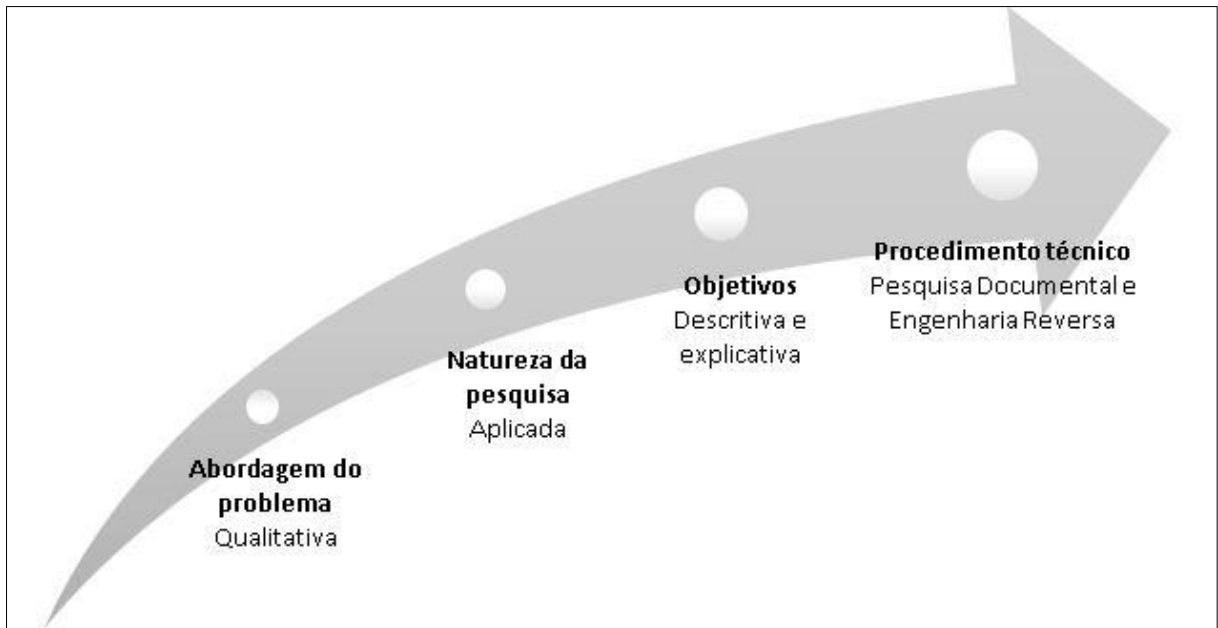 Abordagem do
problema
Qualitativa
Natureza da
pesquisa
Aplicada
Objetivos
Descritiva e
explicativa
Procedimento técnico
Pesquisa Documental e
Engenharia Reversa